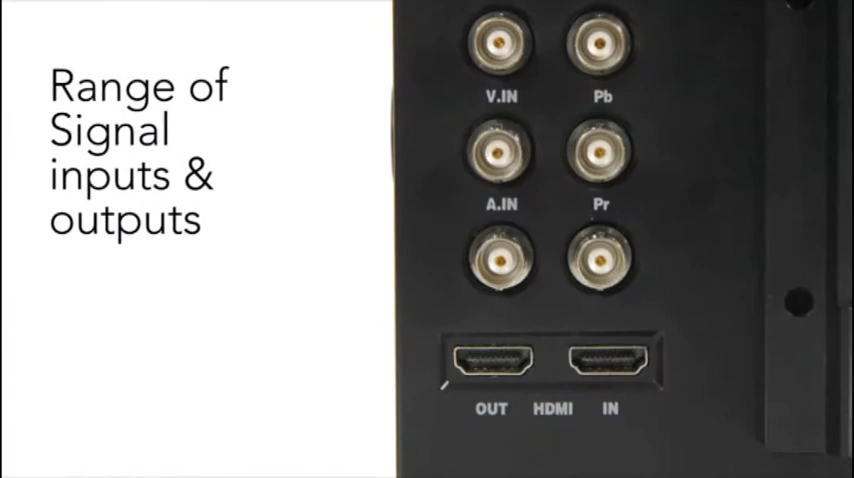 Range of
Signal
inputs &
outputs
V.IN Pb
A.IN Pr
OUT HDMI IN